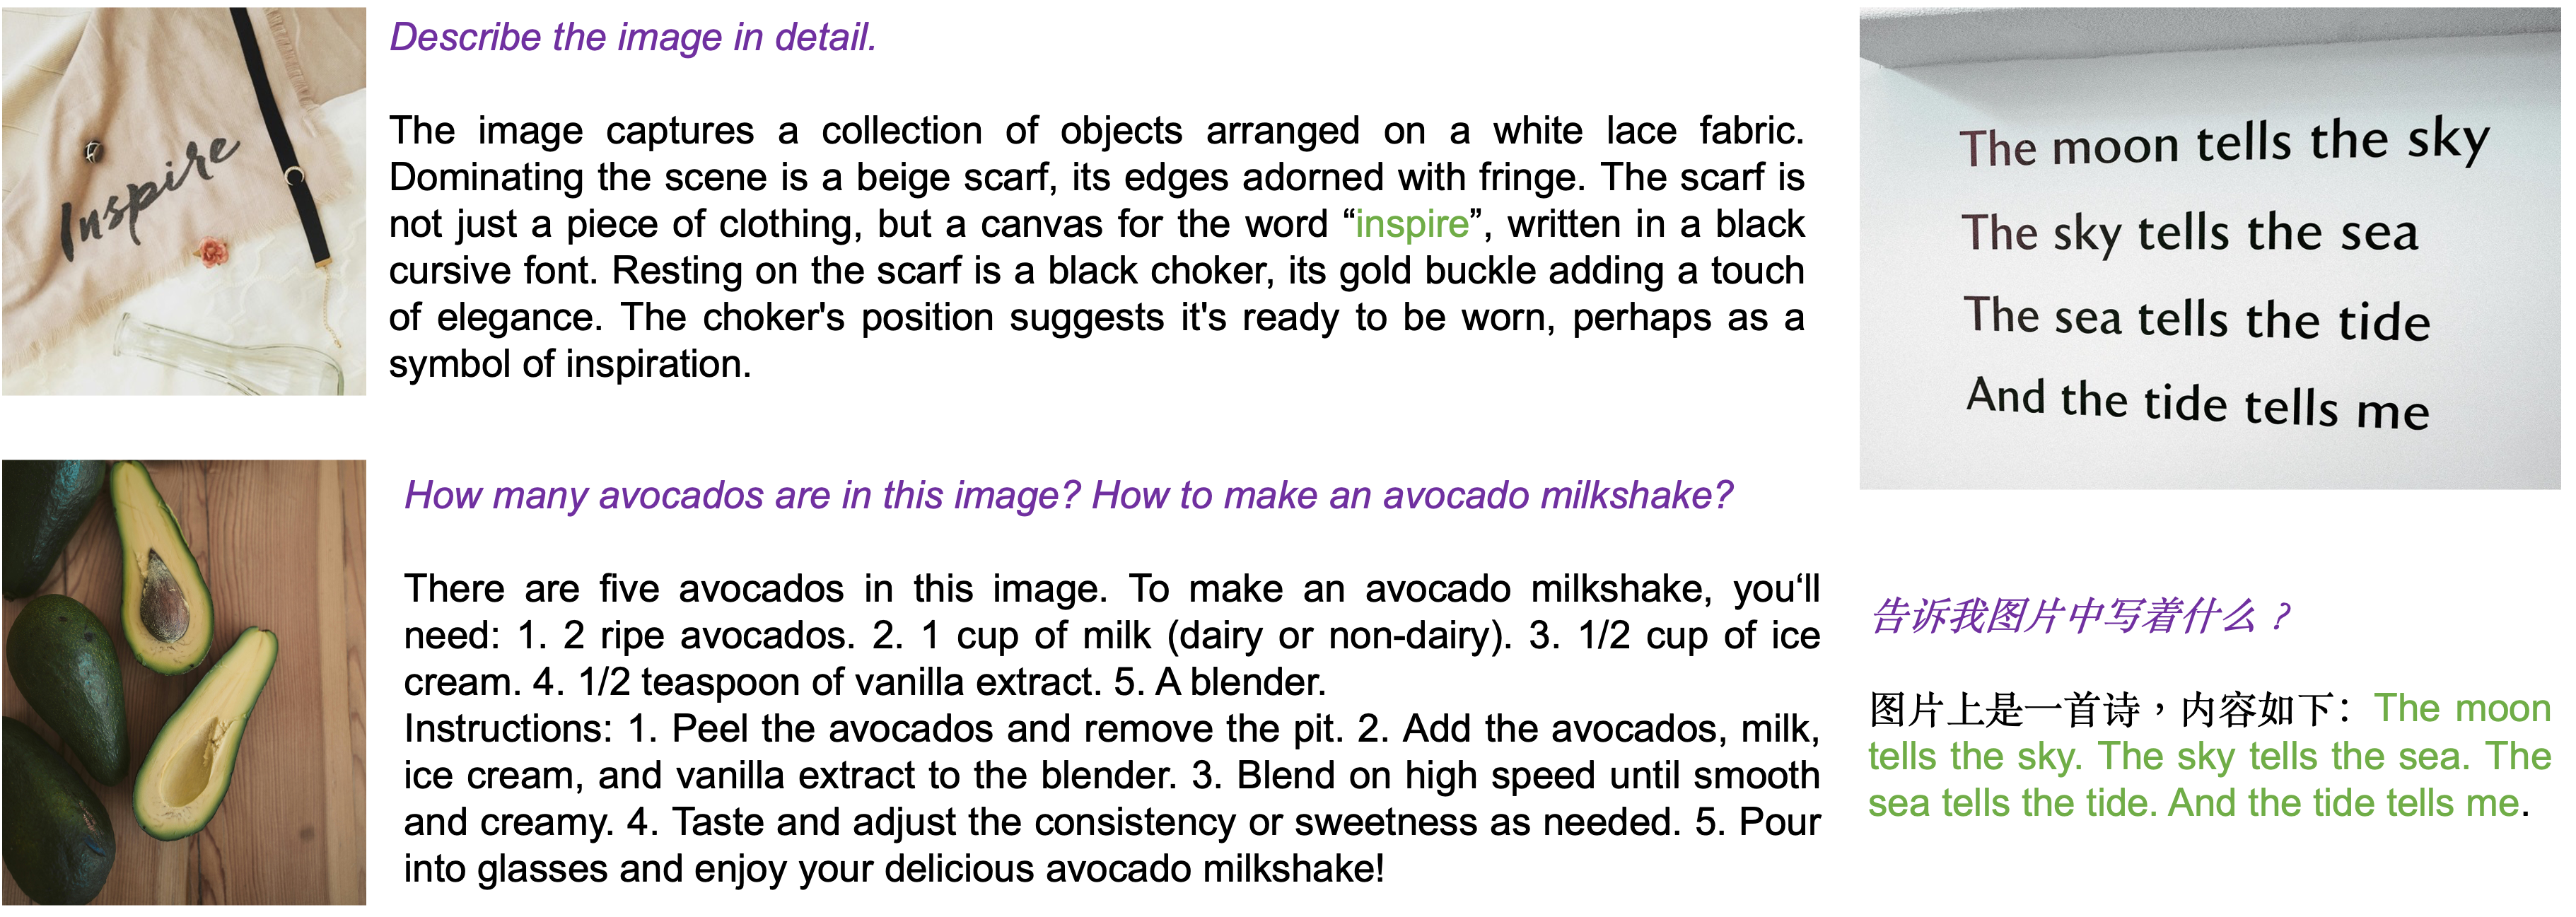 Inspire
Describe the image in detail.
The image captures a collection of objects arranged on a white lace fabric.
Dominating the scene is a beige scarf, its edges adorned with fringe. The scarf is
not just a piece of clothing, but a canvas for the word “inspire”, written in a black
cursive font. Resting on the scarf is a black choker, its gold buckle adding a touch
of elegance. The choker's position suggests it's ready to be worn, perhaps as a
symbol of inspiration.
How many avocados are in this image? How to make an avocado milkshake?
There are five avocados in this image. To make an avocado milkshake, you‘ll
need: 1. 2 ripe avocados. 2. 1 cup of milk (dairy or non-dairy). 3. 1/2 cup of ice
cream. 4. 1/2 teaspoon of vanilla extract. 5. A blender.
Instructions: 1. Peel the avocados and remove the pit. 2. Add the avocados, milk,
ice cream, and vanilla extract to the blender. 3. Blend on high speed until smooth
and creamy. 4. Taste and adjust the consistency or sweetness as needed. 5. Pour
into glasses and enjoy your delicious avocado milkshake!
The moon tells the sky
The sky tells the sea
The sea tells the tide
And the tide tells me
告诉我图片中写着什么？
图片上是一首诗，内容如下：The moon
tells the sky. The sky tells the sea. The
sea tells the tide. And the tide tells me.